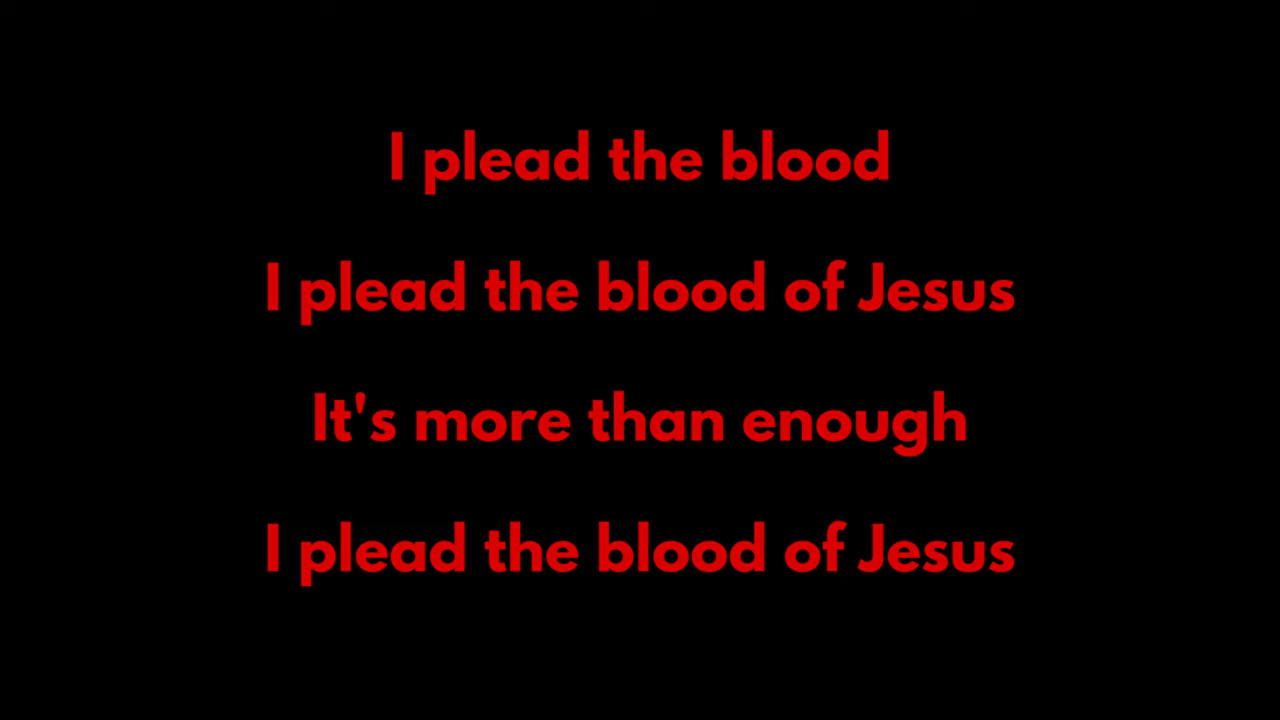 I plead the blood
I plead the blood of Jesus
It's more than enough
I plead the blood of Jesus